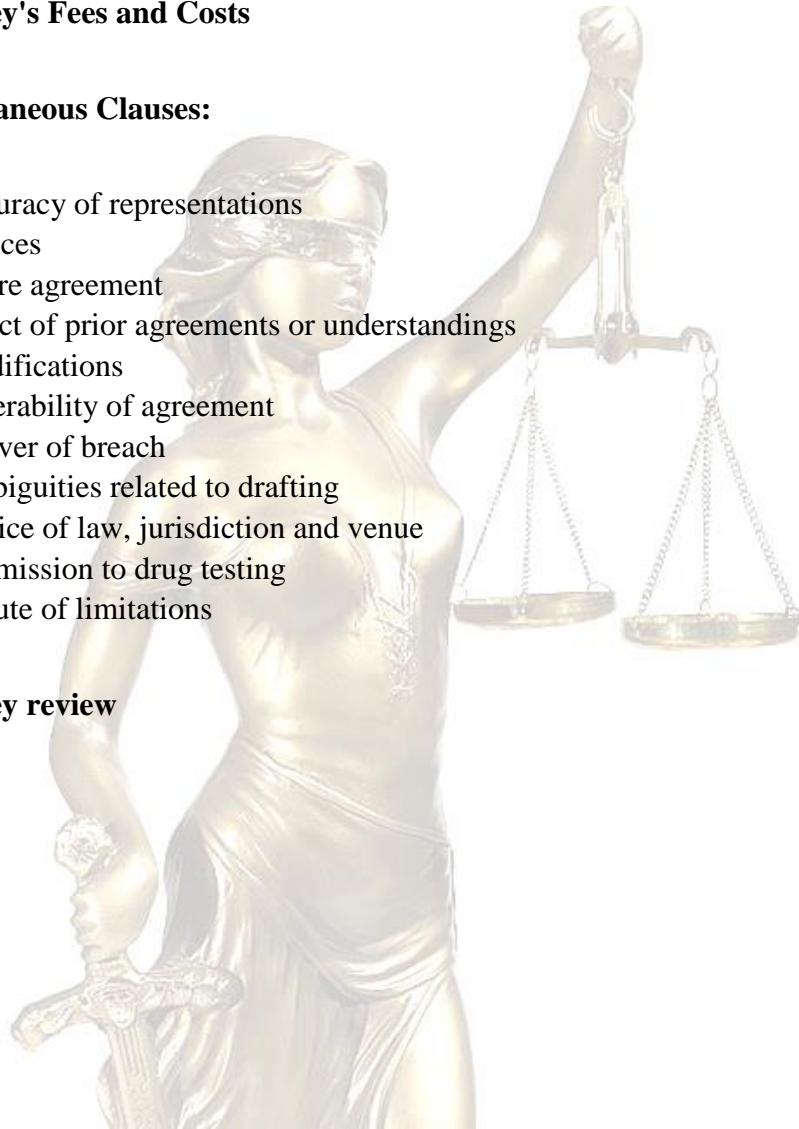 ey's Fees and Costs
aneous Clauses:
uracy of representations
ces
re agreement
ct of prior agreements or understandings
difications
erability of agreement
ver of breach
biguities related to drafting
ice of law, jurisdiction and venue
mission to drug testing
ute of limitations
ey review